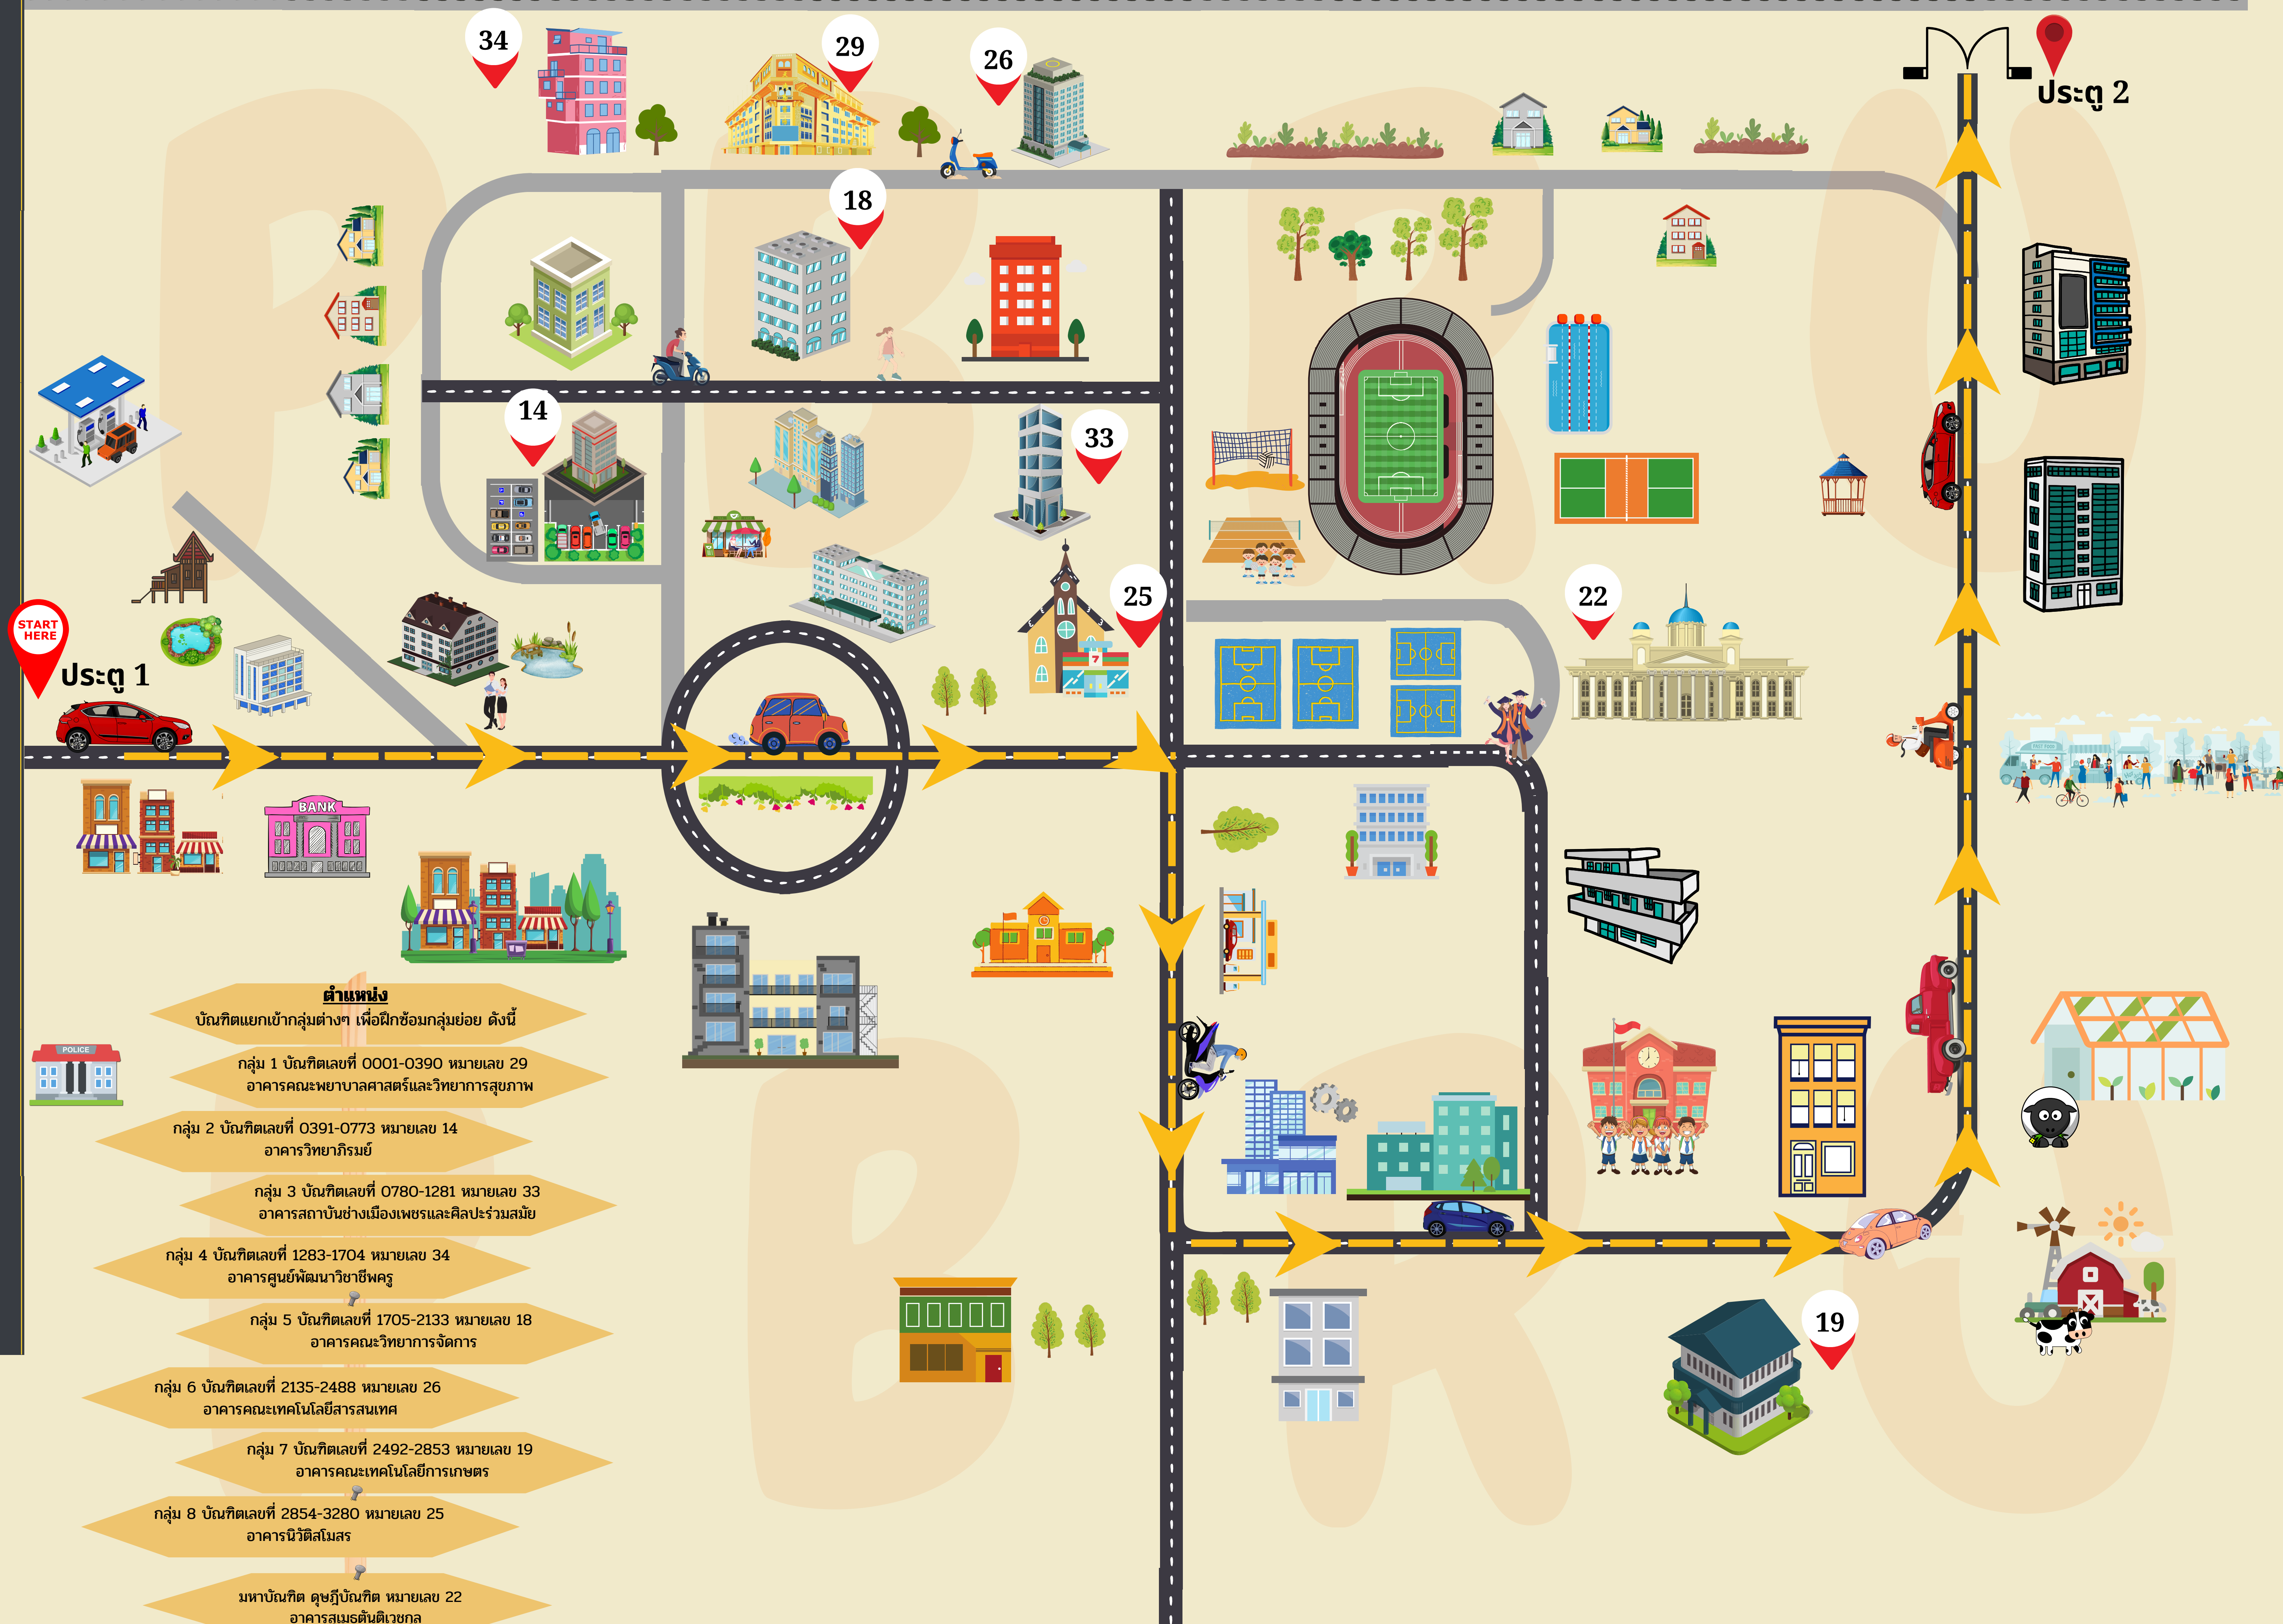 34
29
26
ประตู 2
18
14
33
START
HERE
ประตู 1
25
22
7
BANK
POLICE
ตำแหน่ง
บัณฑิตแยกเข้ากลุ่มต่างๆ เพื่อฝึกซ้อมกลุ่มย่อย ดังนี้
กลุ่ม 1 บัณฑิตเลขที่ 0001-0390 หมายเลข 29
อาคารคณะพยาบาลศาสตร์และวิทยาการสุขภาพ
กลุ่ม 2 บัณฑิตเลขที่ 0391-0773 หมายเลข 14
อาคารวิทยาภิรมย์
กลุ่ม 3 บัณฑิตเลขที่ 0780-1281 หมายเลข 33
อาคารสถาบันช่างเมืองเพชรและศิลปะร่วมสมัย
กลุ่ม 4 บัณฑิตเลขที่ 1283-1704 หมายเลข 34
อาคารศูนย์พัฒนาวิชาชีพครู
กลุ่ม 5 บัณฑิตเลขที่ 1705-2133 หมายเลข 18
อาคารคณะวิทยาการจัดการ
กลุ่ม 6 บัณฑิตเลขที่ 2135-2488 หมายเลข 26
อาคารคณะเทคโนโลยีสารสนเทศ
กลุ่ม 7 บัณฑิตเลขที่ 2492-2853 หมายเลข 19
อาคารคณะเทคโนโลยีการเกษตร
กลุ่ม 8 บัณฑิตเลขที่ 2854-3280 หมายเลข 25
อาคารนิวัติสโมสร
มหาบัณฑิต ดุษฎีบัณฑิต หมายเลข 22
อาคารสุเมธตันติเวชกุล
19
PBRU
PBRU